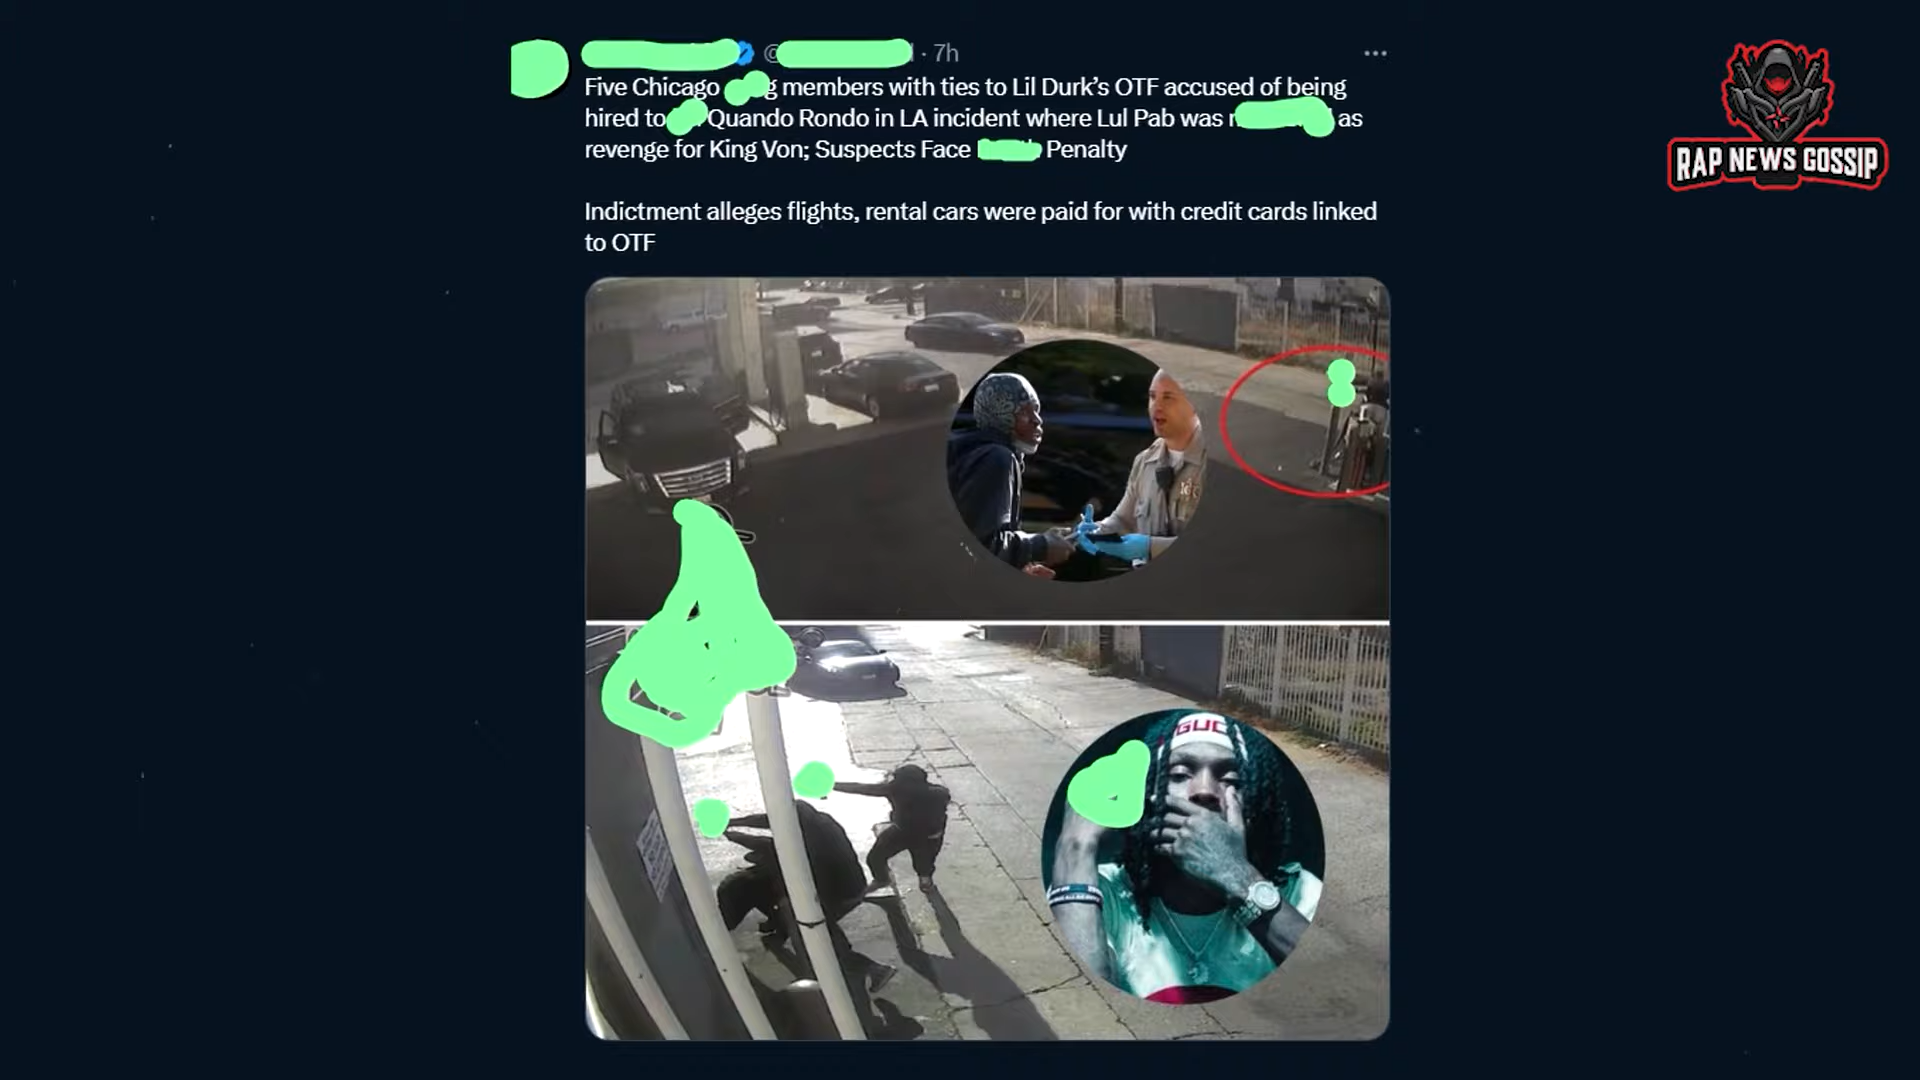 @ · 7h
Five Chicago members with ties to Lil Durk's OTF accused of being
hired to Quando Rondo in LA incident where Lul Pab was as
revenge for King Von; Suspects Face Penalty
Indictment alleges flights, rental cars were paid for with credit cards linked
to OTF
RAP NEWS GOSSIP
GUC